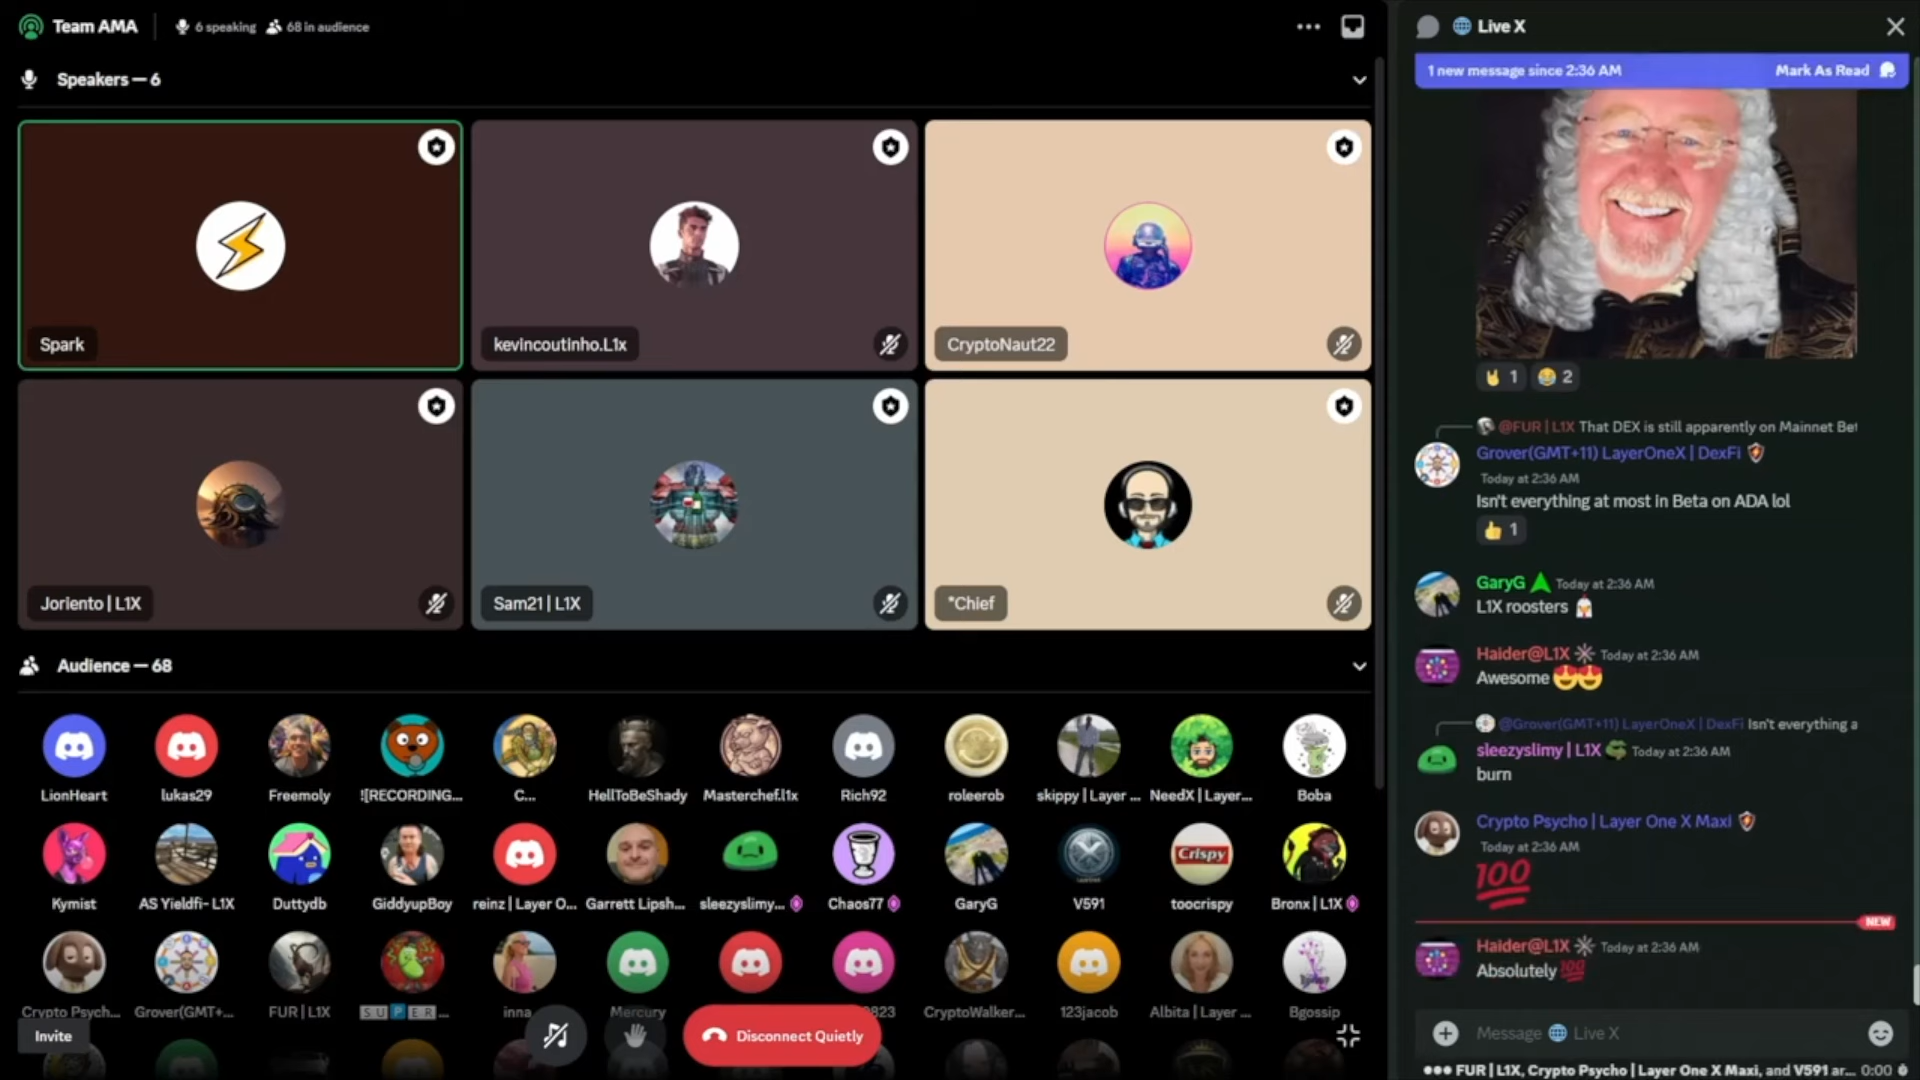 Team AMA
6 speaking
68 in audience
Speakers — 6
Spark
kevincoutinho.L1x
CryptoNaut22
Joriento | L1X
Sam21 | L1X
*Chief
Audience — 68
LionHeart
lukas29
Freemoly
![RECORDING...
C...
HellToBeShady
Masterchef.l1x
Rich92
roleerob
skippy | Layer ...
NeedX | Layer...
Boba
Kymist
AS Yieldfi- L1X
Duttydb
GiddyupBoy
reinz | Layer O...
Garrett Lipsh...
sleezyslimy...
Chaos77
GaryG
V591
Crispy
toocrispy
Bronx | L1X
Crypto Psych...
Grover(GMT+...
FUR | L1X
SUPER...
inna
Mercury
823
CryptoWalker...
123jacob
Albita | Layer ...
Bgossip
Invite
Disconnect Quietly
Live X
1 new message since 2:36 AM
Mark As Read
1
2
@FUR | L1X That DEX is still apparently on Mainnet Bet
Grover(GMT+11) LayerOneX | DexFi
Today at 2:36 AM
Isn't everything at most in Beta on ADA lol
1
GaryG Today at 2:36 AM
L1X roosters
Haider@L1X Today at 2:36 AM
Awesome
@Grover(GMT+11) LayerOneX | DexFi Isn't everything a
sleezyslimy | L1X Today at 2:36 AM
burn
Crypto Psycho | Layer One X Maxi
Today at 2:36 AM
100
NEW
Haider@L1X Today at 2:36 AM
Absolutely 100
Message Live X
FUR | L1X, Crypto Psycho | Layer One X Maxi, and V591 ar... 0:00